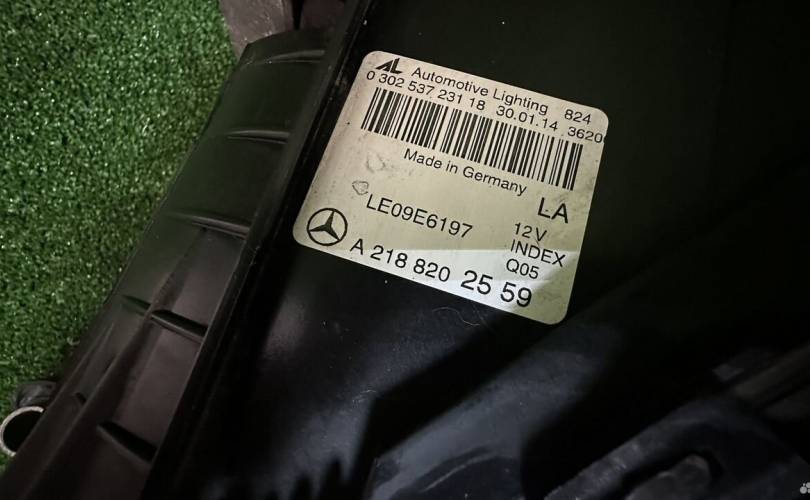 AL Automotive Lighting 824
0 302 537 231 18 30.01.14 3620
Made in Germany
LA
LE09E6197
12V
INDEX
Q05
A 218 820 25 59